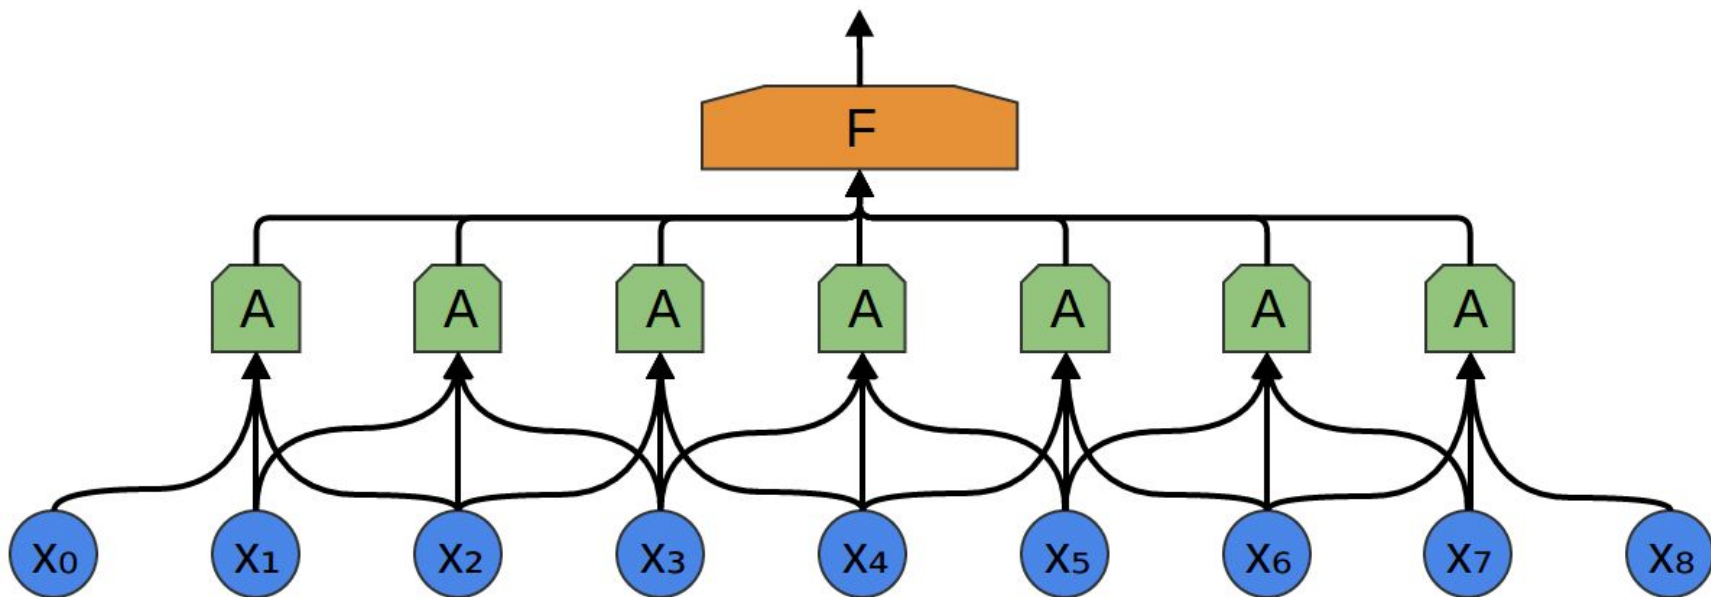 F
A A A A A A A
x₀ x₁ x₂ x₃ x₄ x₅ x₆ x₇ x₈